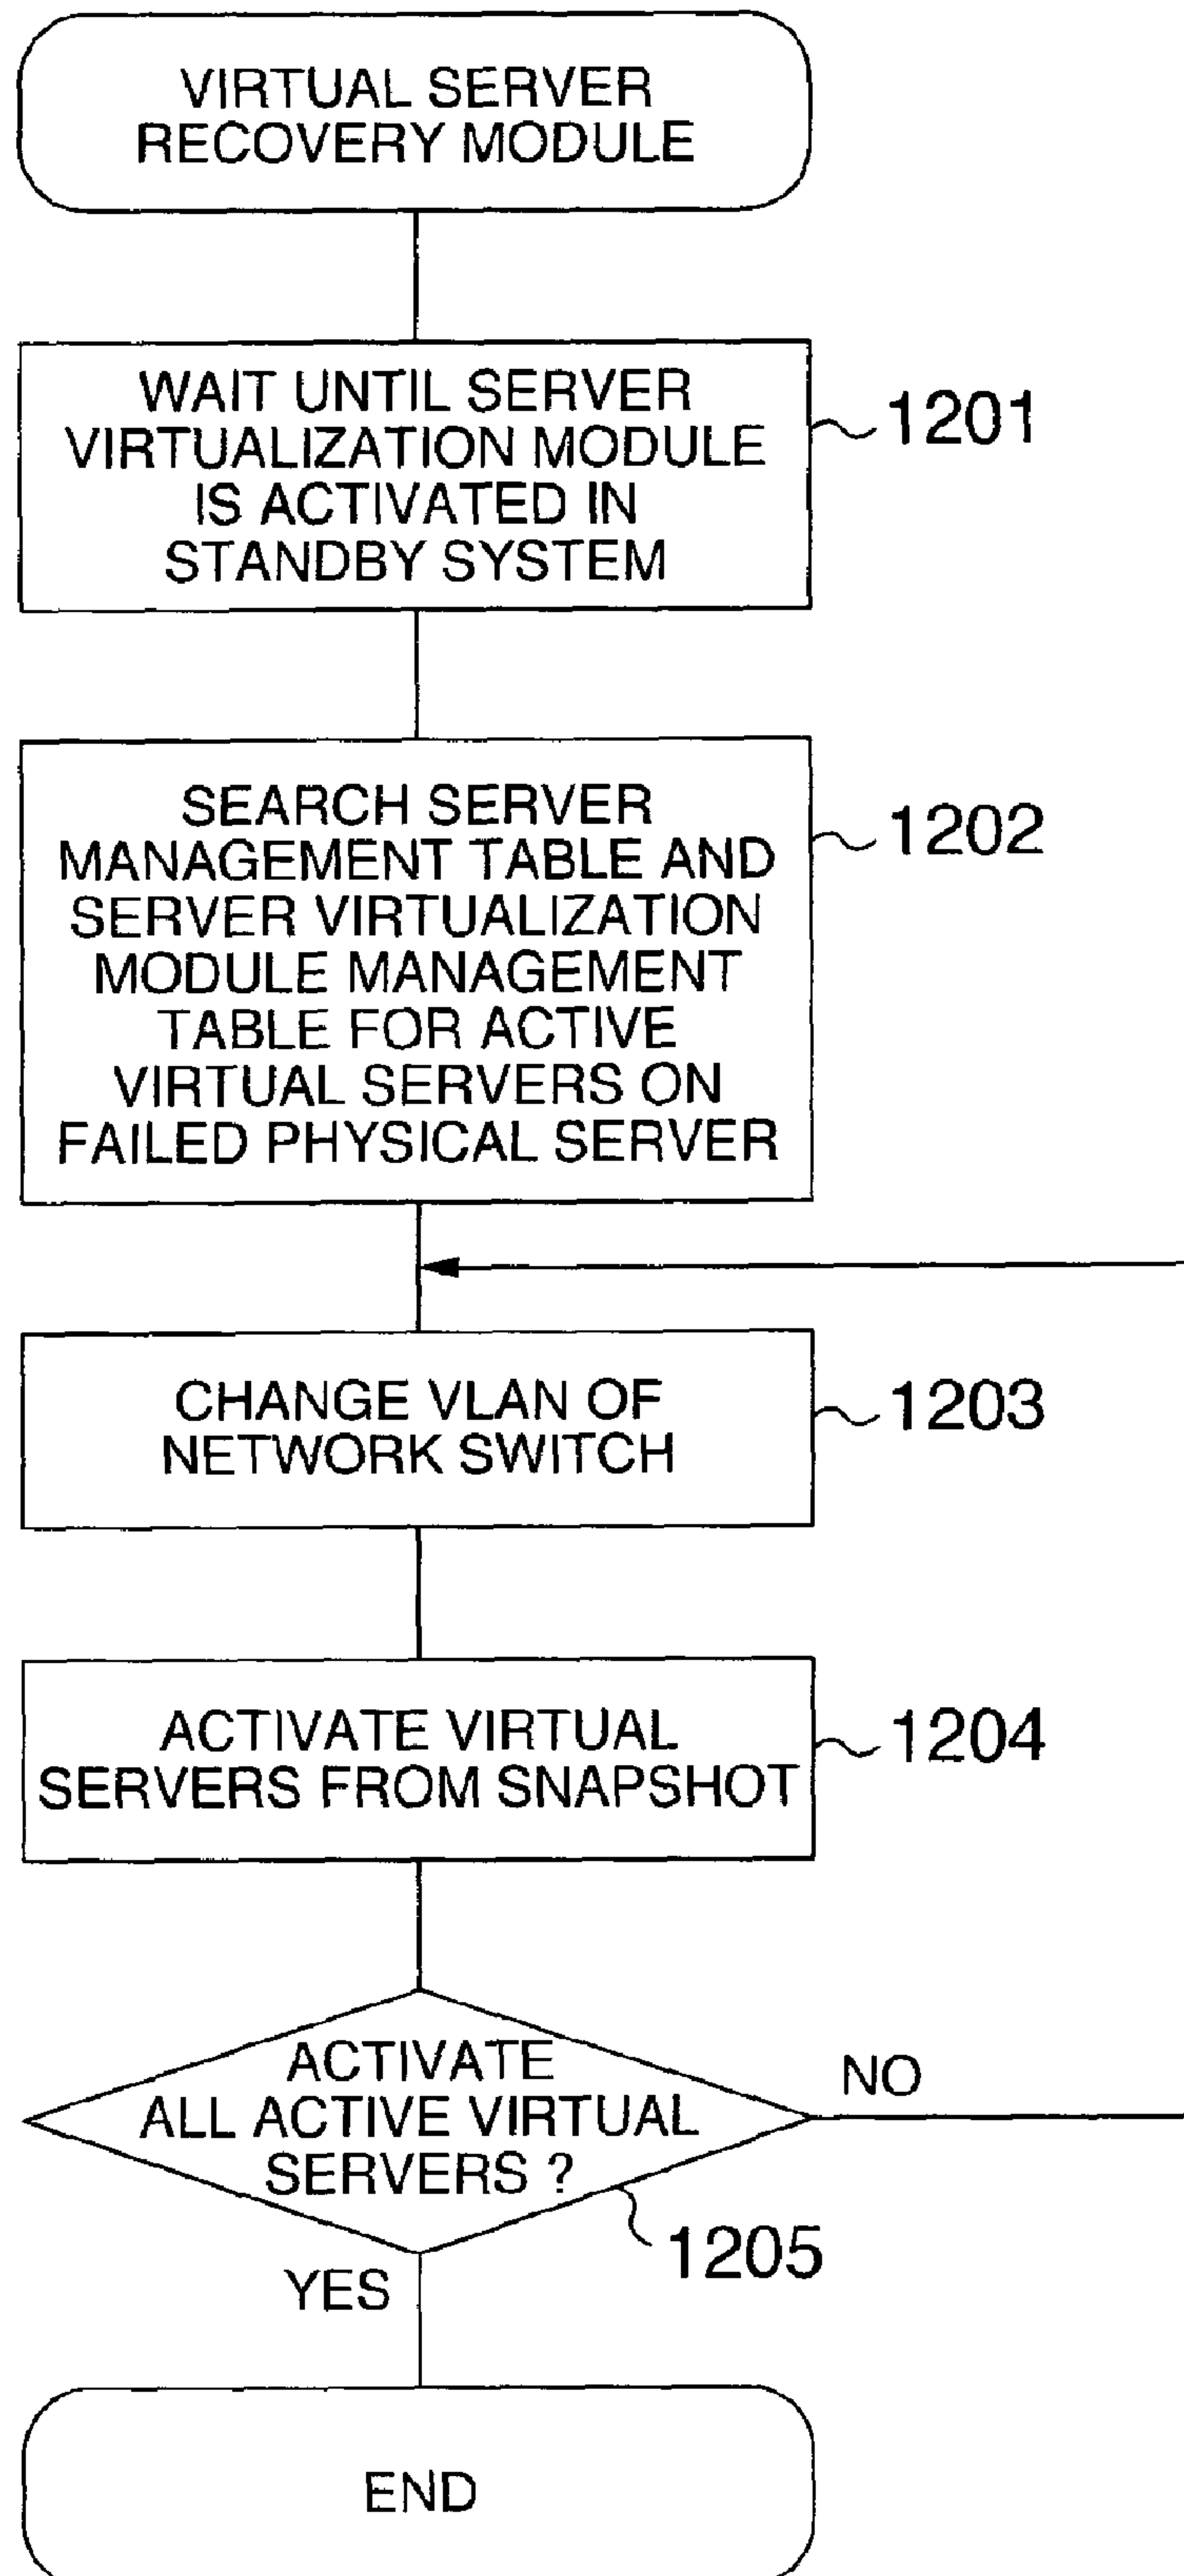 VIRTUAL SERVER
RECOVERY MODULE
WAIT UNTIL SERVER
VIRTUALIZATION MODULE
IS ACTIVATED IN
STANDBY SYSTEM
1201
SEARCH SERVER
MANAGEMENT TABLE AND
SERVER VIRTUALIZATION
MODULE MANAGEMENT
TABLE FOR ACTIVE
VIRTUAL SERVERS ON
FAILED PHYSICAL SERVER
1202
CHANGE VLAN OF
NETWORK SWITCH
1203
ACTIVATE VIRTUAL
SERVERS FROM SNAPSHOT
1204
ACTIVATE
ALL ACTIVE VIRTUAL
SERVERS ?
NO
1205
YES
END